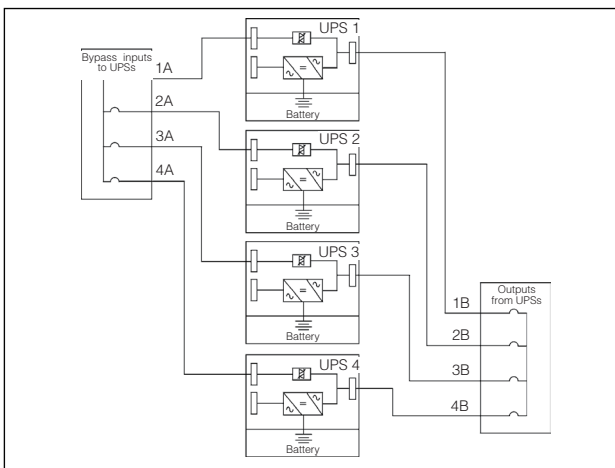 Bypass inputs
to UPSs
1A
2A
3A
4A
UPS 1
Battery
UPS 2
Battery
UPS 3
Battery
UPS 4
Battery
Outputs
from UPSs
1B
2B
3B
4B